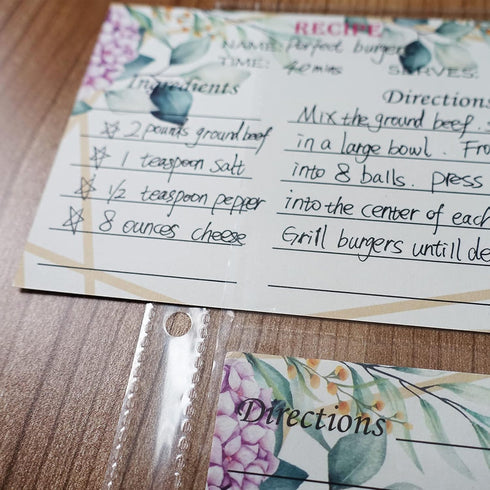 RECIPE
NAME: Perfect burger
TIME: 40 mins SERVES:
Ingredients
2 pounds ground beef
1 teaspoon salt
1/2 teaspoon pepper
8 ounces cheese
Directions
Mix the ground beef.
in a large bowl.
into 8 balls. press
into the center of each
Grill burgers untill
Directions